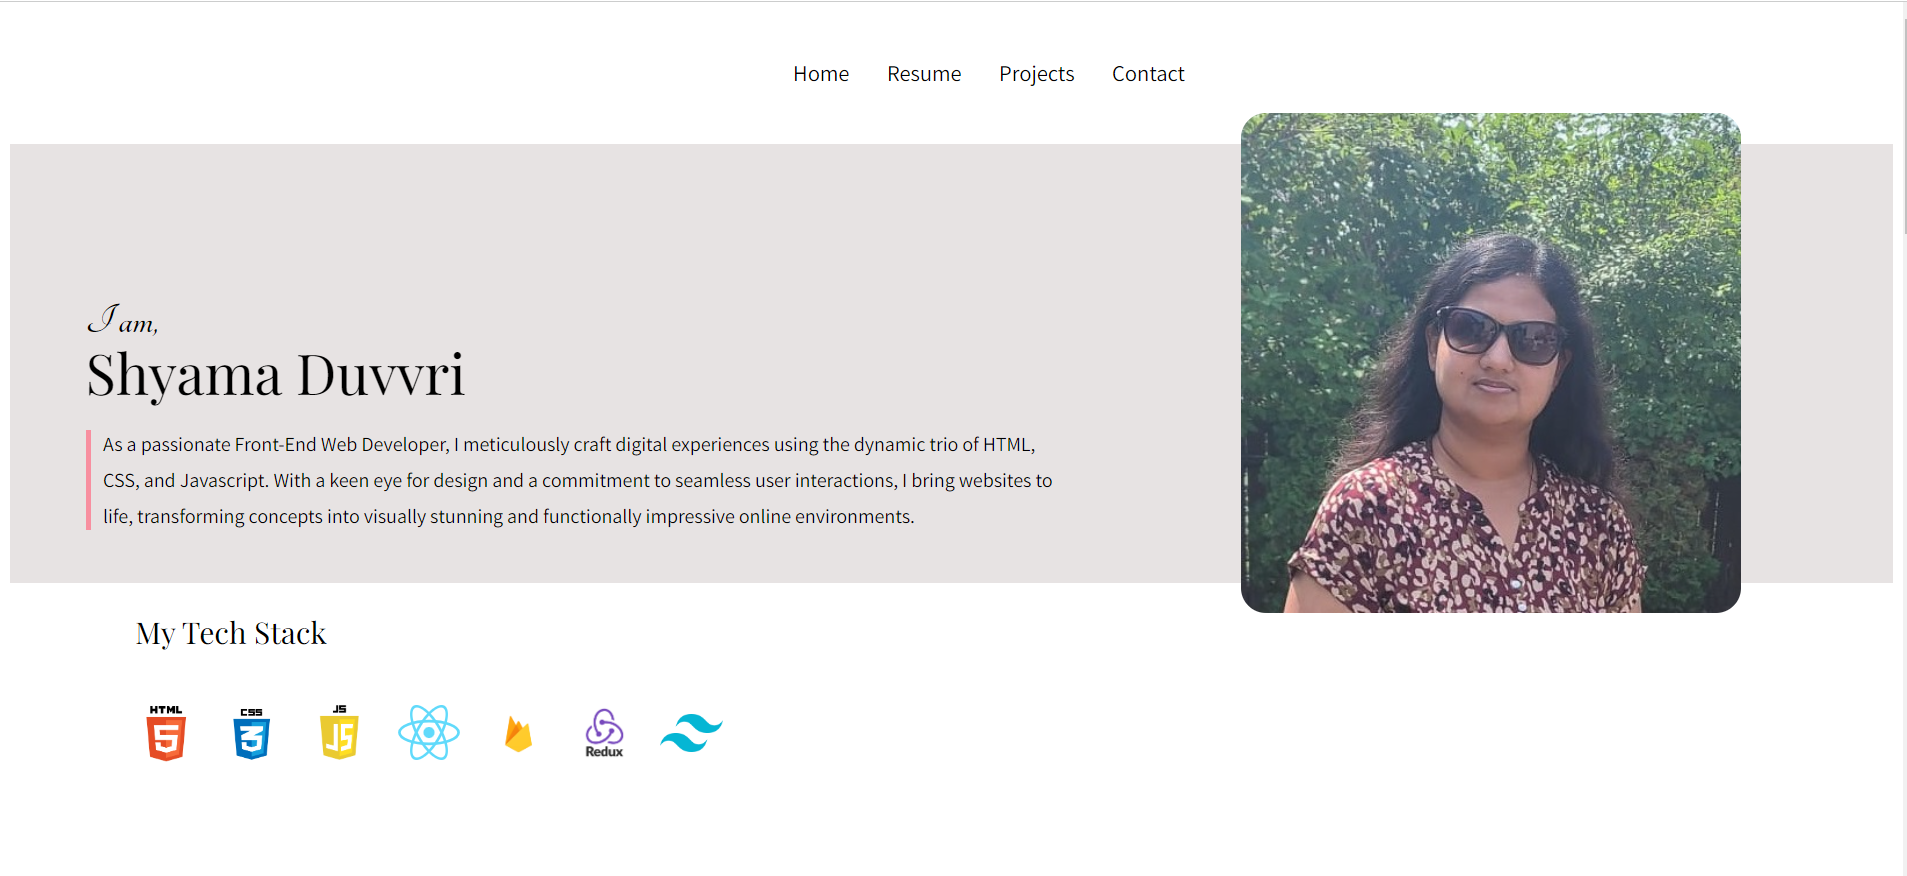 Home Resume Projects Contact
I am,
Shyama Duvvri
As a passionate Front-End Web Developer, I meticulously craft digital experiences using the dynamic trio of HTML,
CSS, and Javascript. With a keen eye for design and a commitment to seamless user interactions, I bring websites to
life, transforming concepts into visually stunning and functionally impressive online environments.
My Tech Stack
HTML CSS JS
5 3 JS
Redux